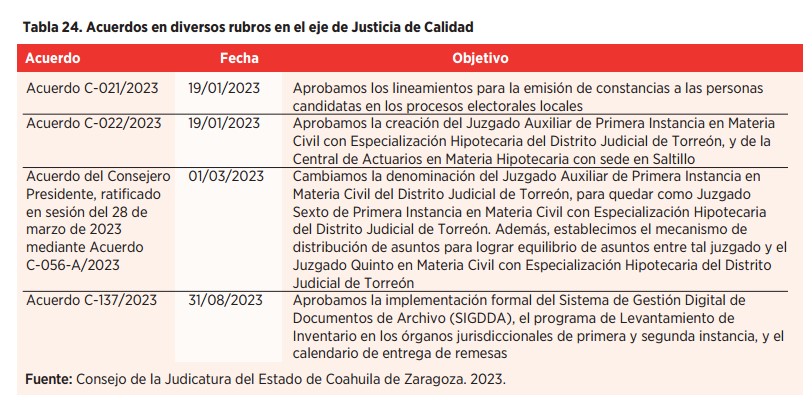 Tabla 24. Acuerdos en diversos rubros en el eje de Justicia de Calidad
Acuerdo Fecha Objetivo
Acuerdo C-021/2023 19/01/2023 Aprobamos los lineamientos para la emisión de constancias a las personas
candidatas en los procesos electorales locales
Acuerdo C-022/2023 19/01/2023 Aprobamos la creación del Juzgado Auxiliar de Primera Instancia en Materia
Civil con Especialización Hipotecaria del Distrito Judicial de Torreón, y de la
Central de Actuarios en Materia Hipotecaria con sede en Saltillo
Acuerdo del Consejero 01/03/2023 Cambiamos la denominación del Juzgado Auxiliar de Primera Instancia en
Presidente, ratificado Materia Civil del Distrito Judicial de Torreón, para quedar como Juzgado
en sesión del 28 de Sexto de Primera Instancia en Materia Civil con Especialización Hipotecaria
marzo de 2023 del Distrito Judicial de Torreón. Además, establecimos el mecanismo de
mediante Acuerdo distribución de asuntos para lograr equilibrio de asuntos entre tal juzgado y el
C-056-A/2023 Juzgado Quinto en Materia Civil con Especialización Hipotecaria del Distrito
Judicial de Torreón
Acuerdo C-137/2023 31/08/2023 Aprobamos la implementación formal del Sistema de Gestión Digital de
Documentos de Archivo (SIGDDA), el programa de Levantamiento de
Inventario en los órganos jurisdiccionales de primera y segunda instancia, y el
calendario de entrega de remesas
Fuente: Consejo de la Judicatura del Estado de Coahuila de Zaragoza. 2023.